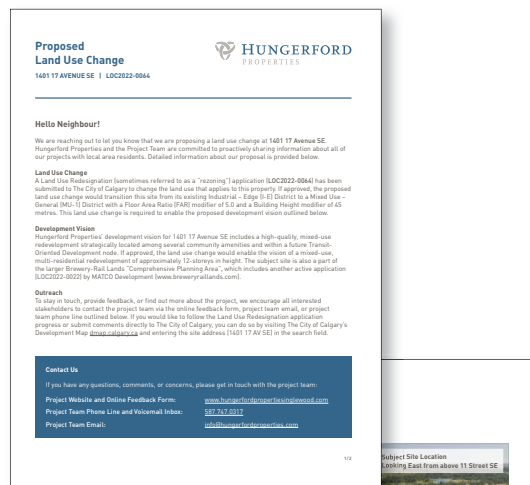 Proposed
Land Use Change
1401 17 AVENUE SE | LOC2022-0064
HUNGERFORD
PROPERTIES
Hello Neighbour!
We are reaching out to let you know that we are proposing a land use change at 1401 17 Avenue SE.
Hungerford Properties and the Project Team are committed to proactively sharing information about all of
our projects with local area residents. Detailed information about our proposal is provided below.
Land Use Change
A Land Use Redesignation (sometimes referred to as a "rezoning") application (LOC2022-0064) has been
submitted to The City of Calgary to change the land use that applies to this property. If approved, the proposed
land use change would transition this site from its existing Industrial – Edge (I-E) District to a Mixed Use –
General (MU-1) District with a Floor Area Ratio (FAR) modifier of 5.0 and a Building Height modifier of 45
metres. This land use change is required to enable the proposed development vision outlined below.
Development Vision
Hungerford Properties' development vision for 1401 17 Avenue SE includes a high-quality, mixed-use
redevelopment strategically located among several community amenities and within a future Transit-
Oriented Development node. If approved, the land use change would enable the vision of a mixed-use,
multi-residential redevelopment of approximately 12-storeys in height. The subject site is also a part of
the larger Brewery-Rail Lands "Comprehensive Planning Area", which includes another active application
(LOC2022-0022) by MATCO Development (www.breweryraillands.com).
Outreach
To stay in touch, provide feedback, or find out more about the project, we encourage all interested
stakeholders to contact the project team via the online feedback form, project team email, or project
team phone line outlined below. If you would like to follow the Land Use Redesignation application
progress or submit comments directly to The City of Calgary, you can do so by visiting The City of Calgary's
Development Map dmap.calgary.ca and entering the site address (1401 17 AV SE) in the search field.
Contact Us
If you have any questions, comments, or concerns, please get in touch with the project team:
Project Website and Online Feedback Form: www.hungerfordpropertiesinglewood.com
Project Team Phone Line and Voicemail Inbox: 587.747.0317
Project Team Email: info@hungerfordproperties.com
1/2
Subject Site Location
Looking East from above 11 Street SE